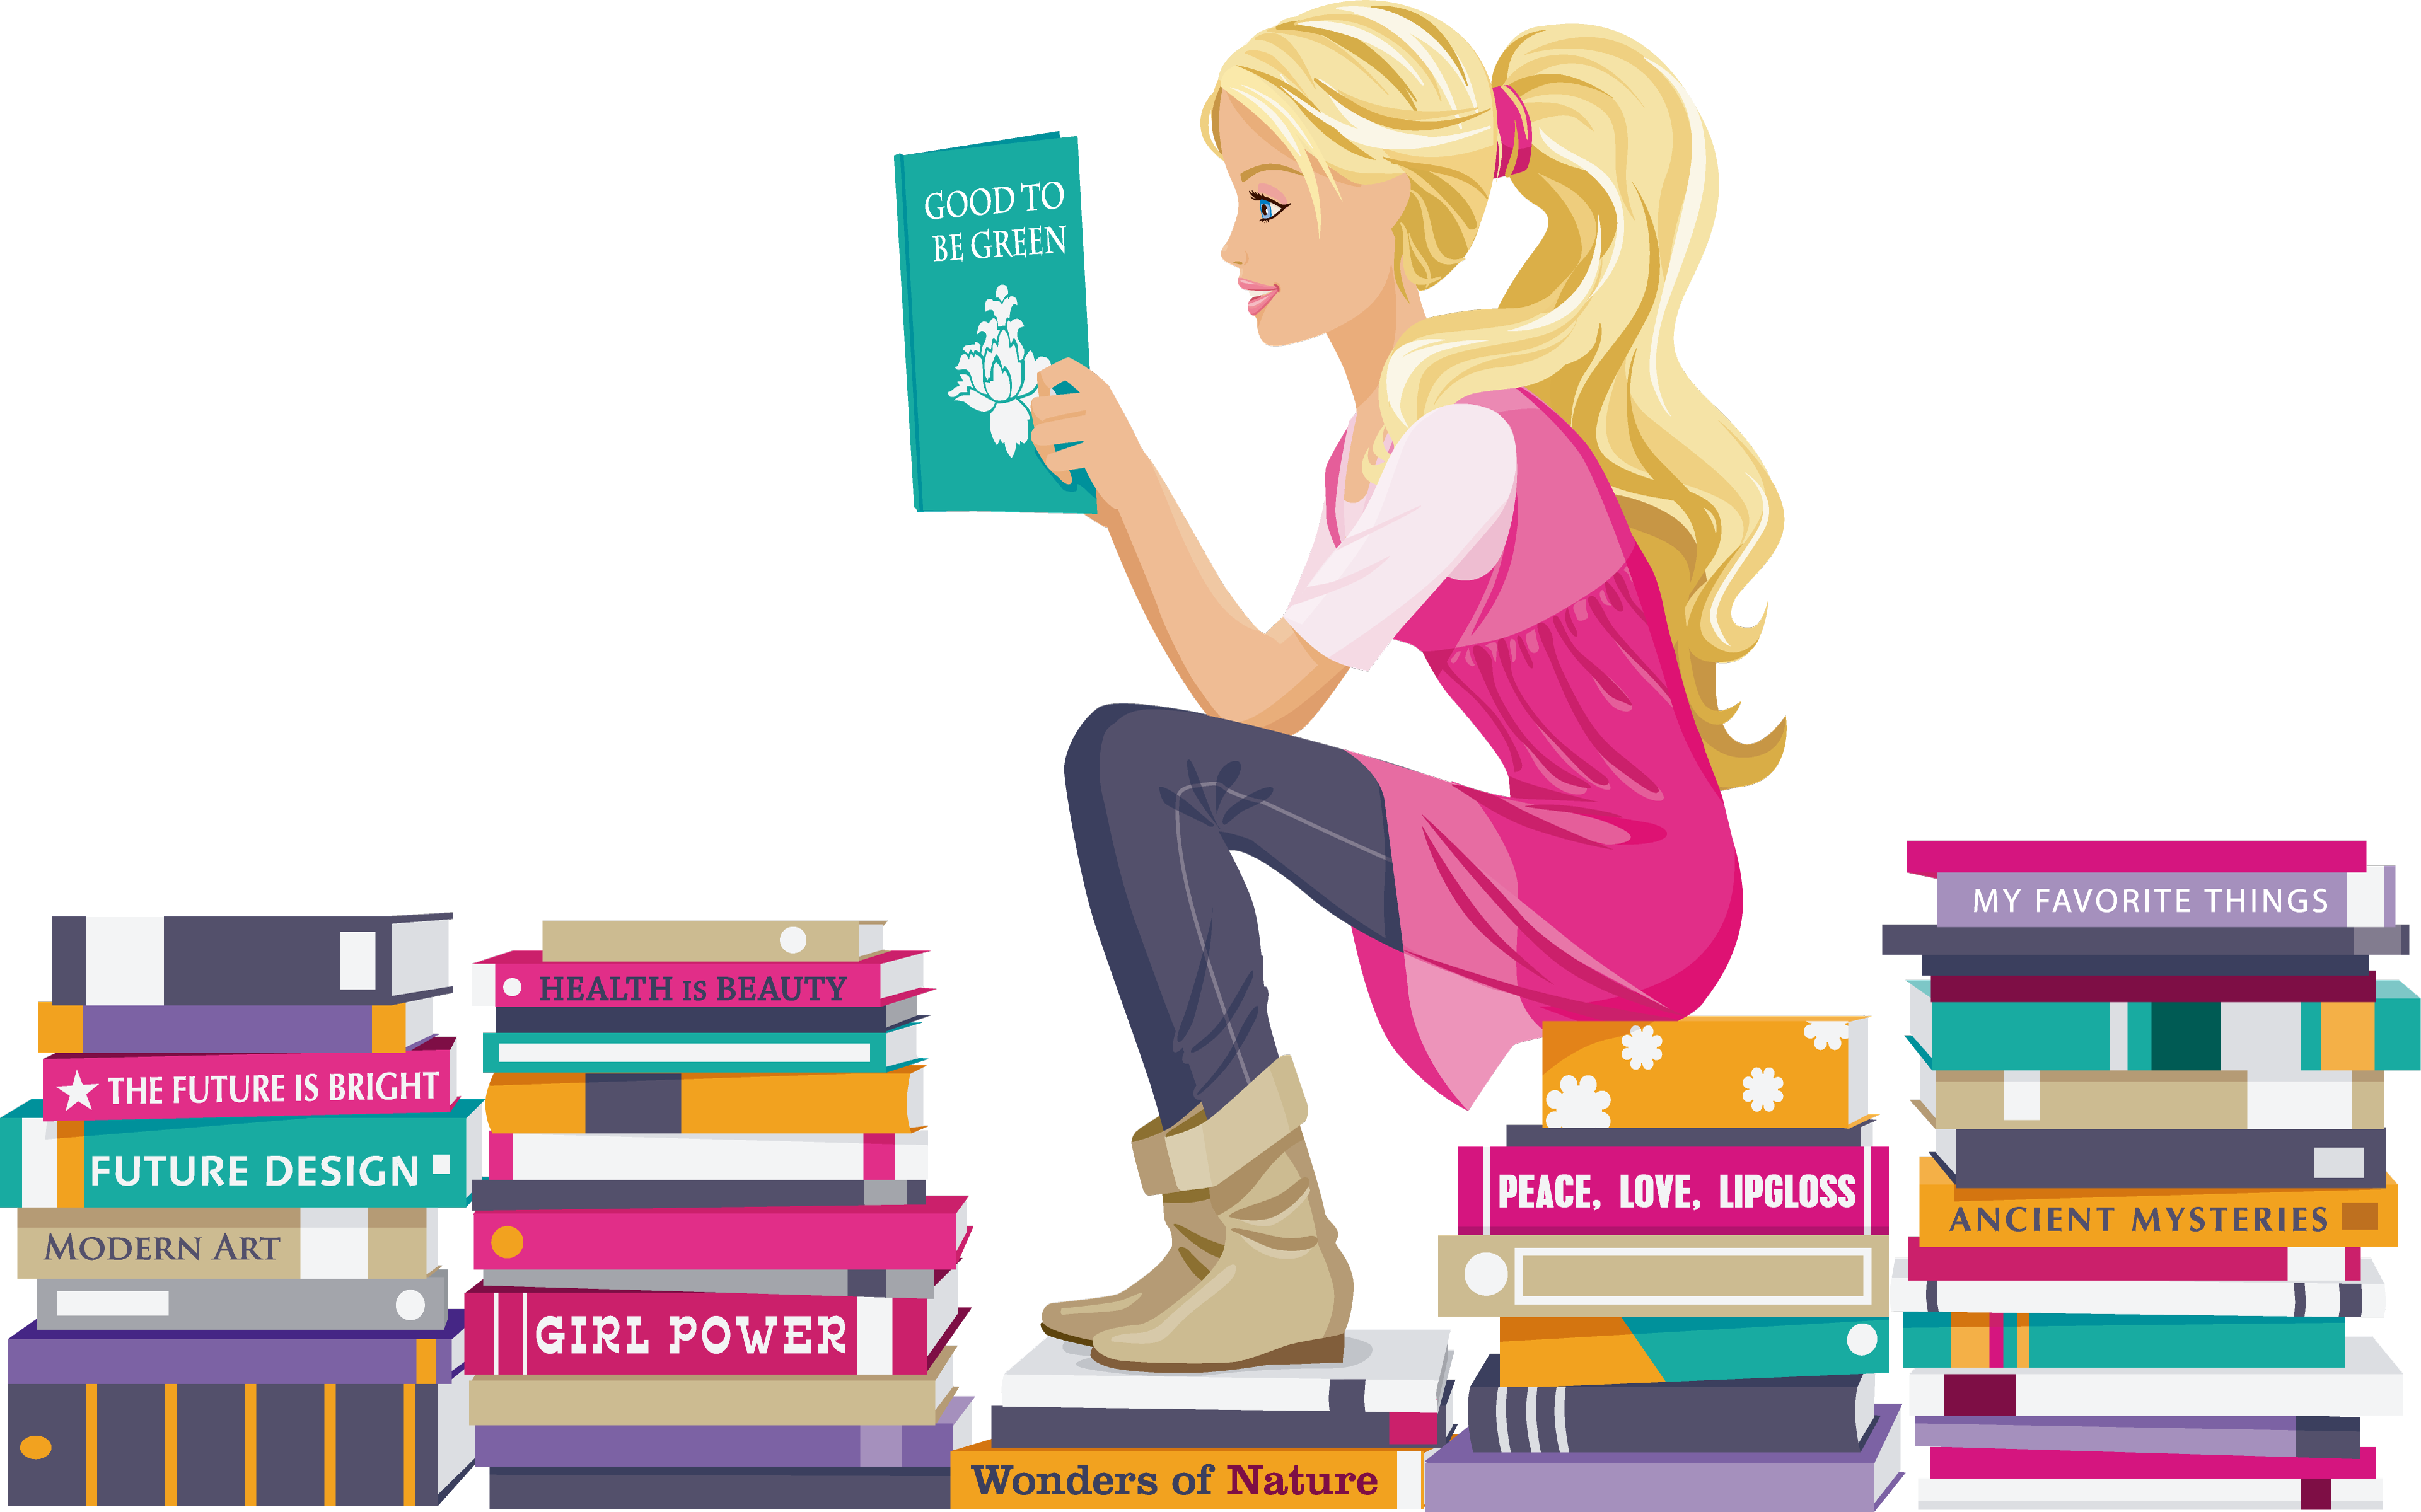 GOOD TO
BE GREEN
THE FUTURE IS BRIGHT
FUTURE DESIGN
MODERN ART
HEALTH IS BEAUTY
GIRL POWER
Wonders of Nature
PEACE, LOVE, LIPGLOSS
MY FAVORITE THINGS
ANCIENT MYSTERIES